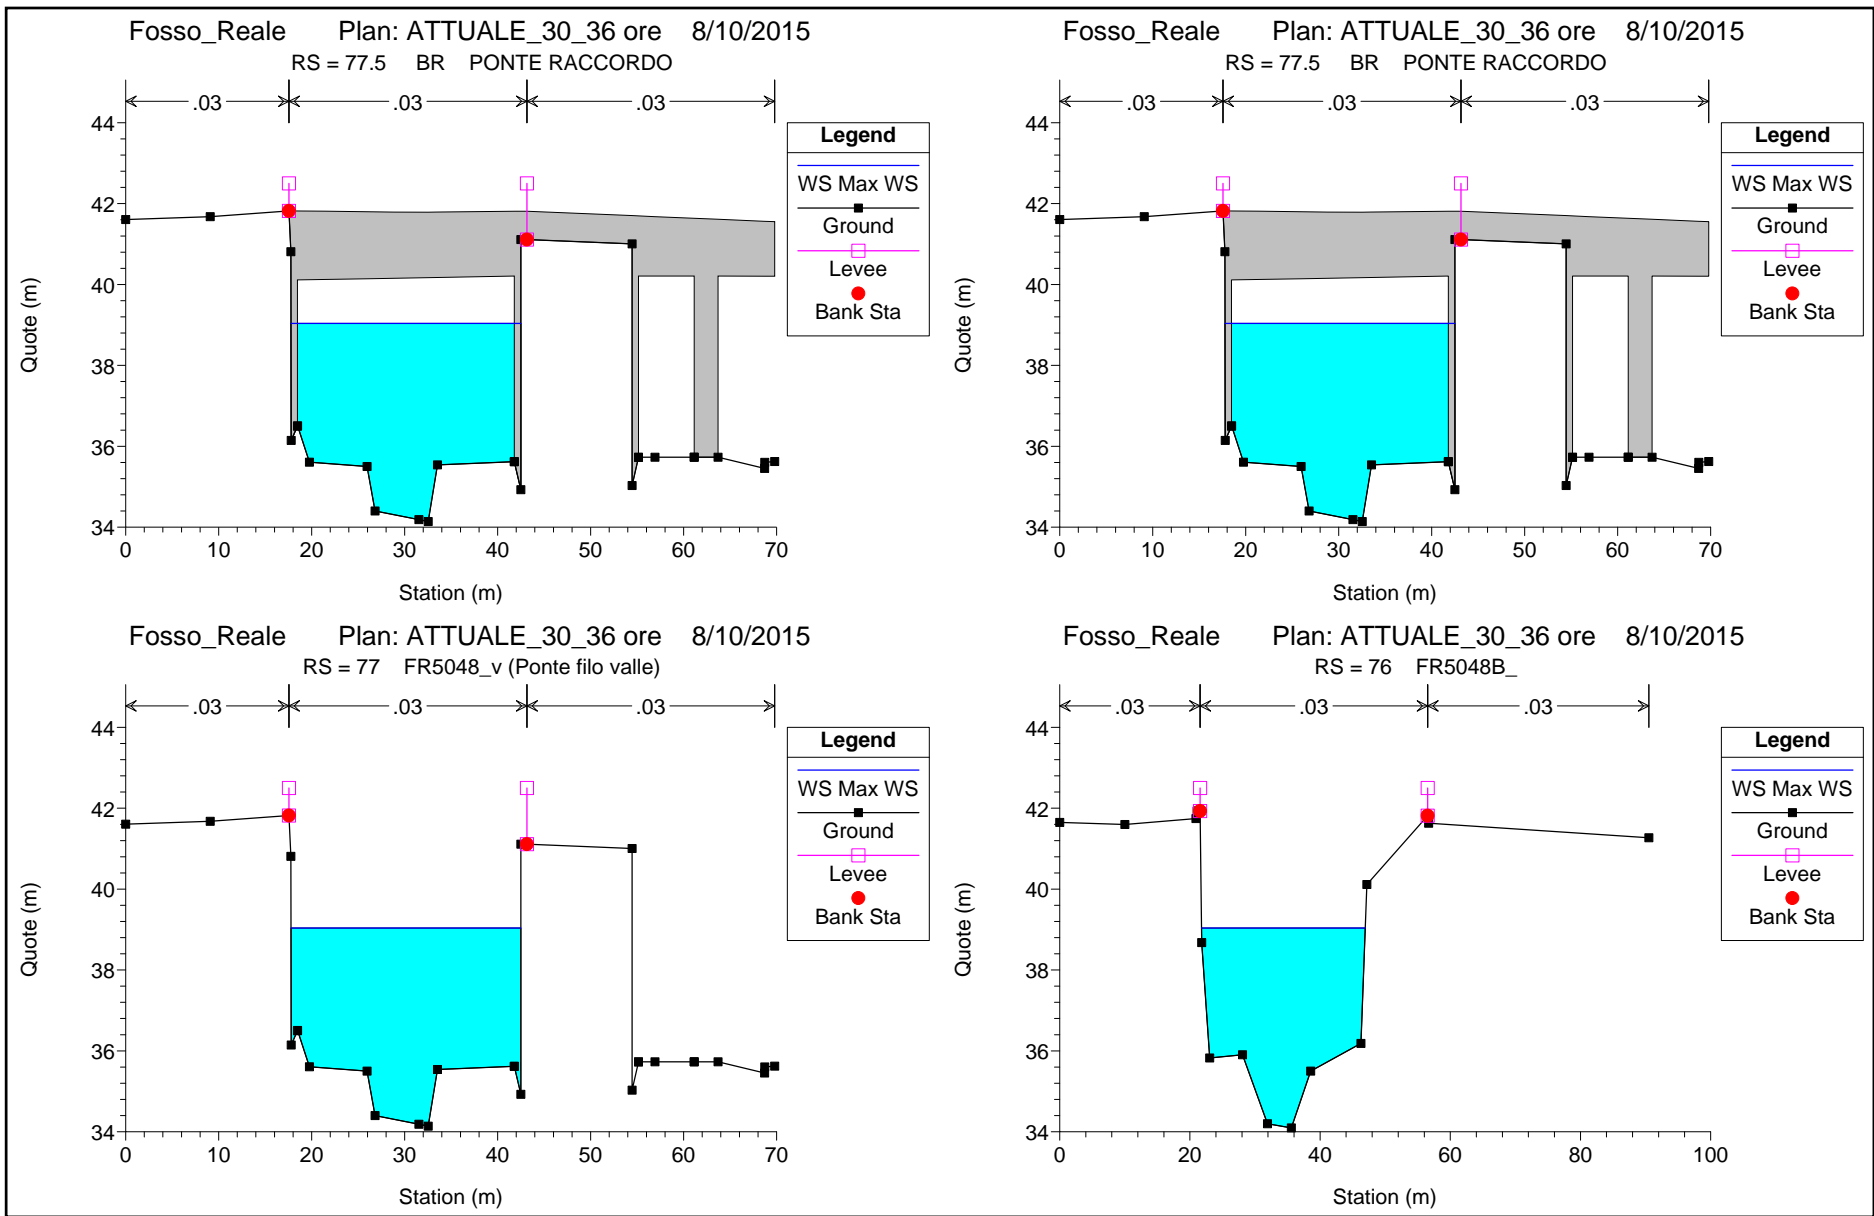 Fosso_Reale Plan: ATTUALE_30_36 ore 8/10/2015
RS = 77.5 BR PONTE RACCORDO
.03 .03 .03
44
42
40
38
36
34
0 10 20 30 40 50 60 70
Quote (m)
Station (m)
Legend
WS Max WS
Ground
Levee
Bank Sta
Fosso_Reale Plan: ATTUALE_30_36 ore 8/10/2015
RS = 77.5 BR PONTE RACCORDO
.03 .03 .03
44
42
40
38
36
34
0 10 20 30 40 50 60 70
Quote (m)
Station (m)
Legend
WS Max WS
Ground
Levee
Bank Sta
Fosso_Reale Plan: ATTUALE_30_36 ore 8/10/2015
RS = 77 FR5048_v (Ponte filo valle)
.03 .03 .03
44
42
40
38
36
34
0 10 20 30 40 50 60 70
Quote (m)
Station (m)
Legend
WS Max WS
Ground
Levee
Bank Sta
Fosso_Reale Plan: ATTUALE_30_36 ore 8/10/2015
RS = 76 FR5048B_
.03 .03 .03
44
42
40
38
36
34
0 20 40 60 80 100
Quote (m)
Station (m)
Legend
WS Max WS
Ground
Levee
Bank Sta